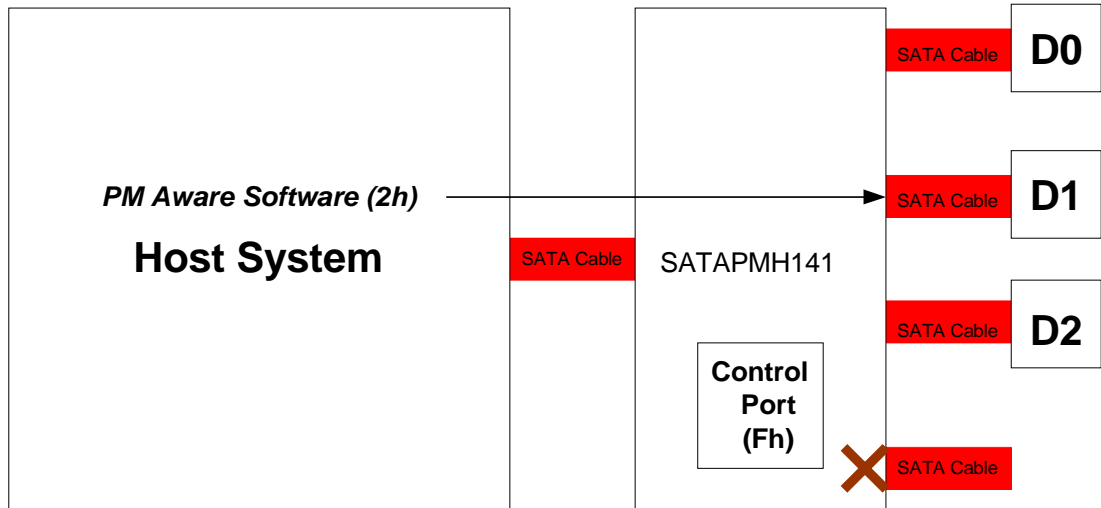 SATA Cable
D0
PM Aware Software (2h)
SATA Cable
D1
Host System
SATA Cable
SATAPMH141
SATA Cable
D2
Control
Port
(Fh)
SATA Cable